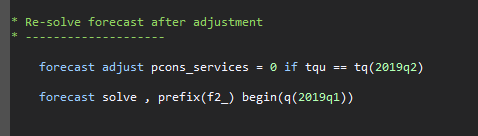 * Re-solve forecast after adjustment
* --------------------
forecast adjust pcons_services = 0 if tqu == tq(2019q2)
forecast solve , prefix(f2_) begin(q(2019q1))